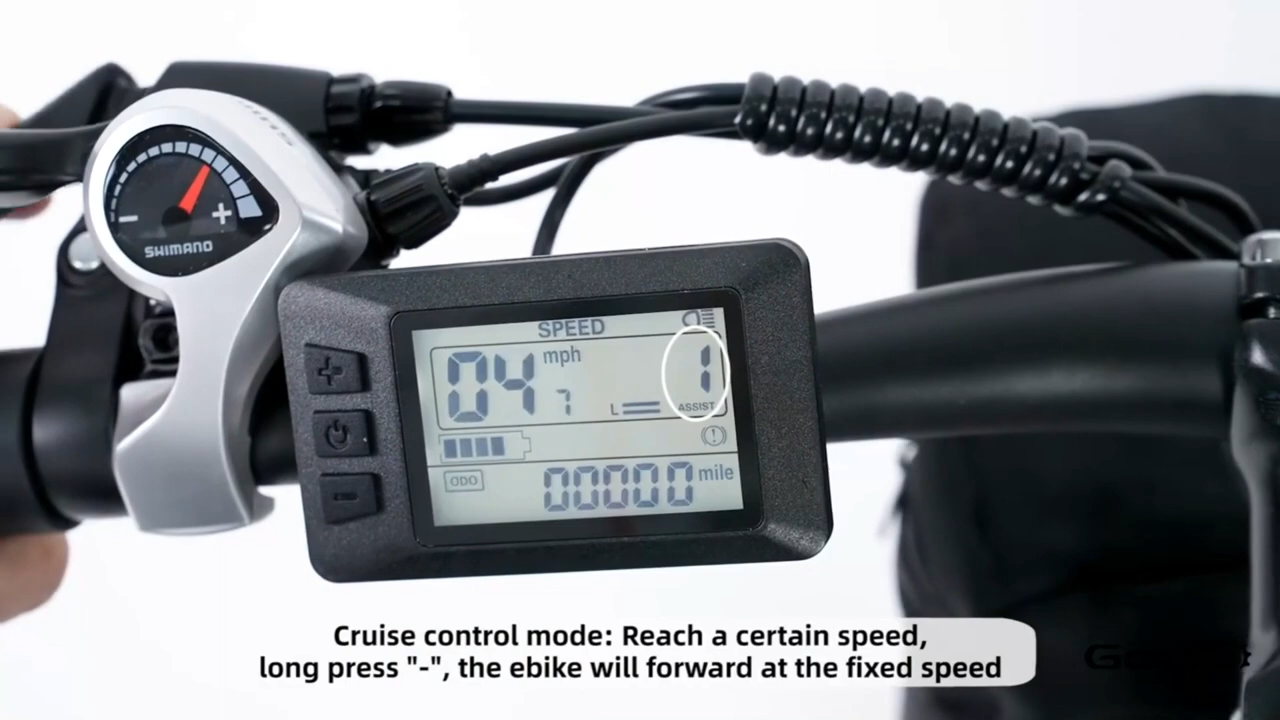 SHIMANO
SPEED
04 7 mph
1
L
ASSIST
ODO
00000 mile
Cruise control mode: Reach a certain speed,
long press "-", the ebike will forward at the fixed speed